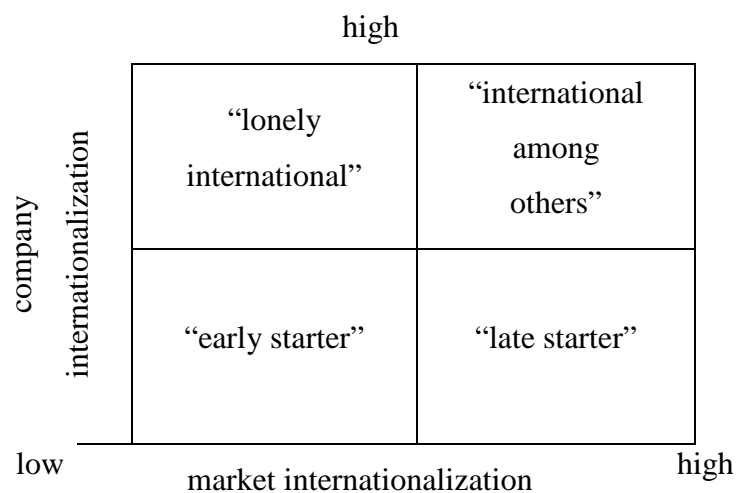 high
“lonely
international”
“international
among
others”
company
internationalization
“early starter”
“late starter”
low
market internationalization
high